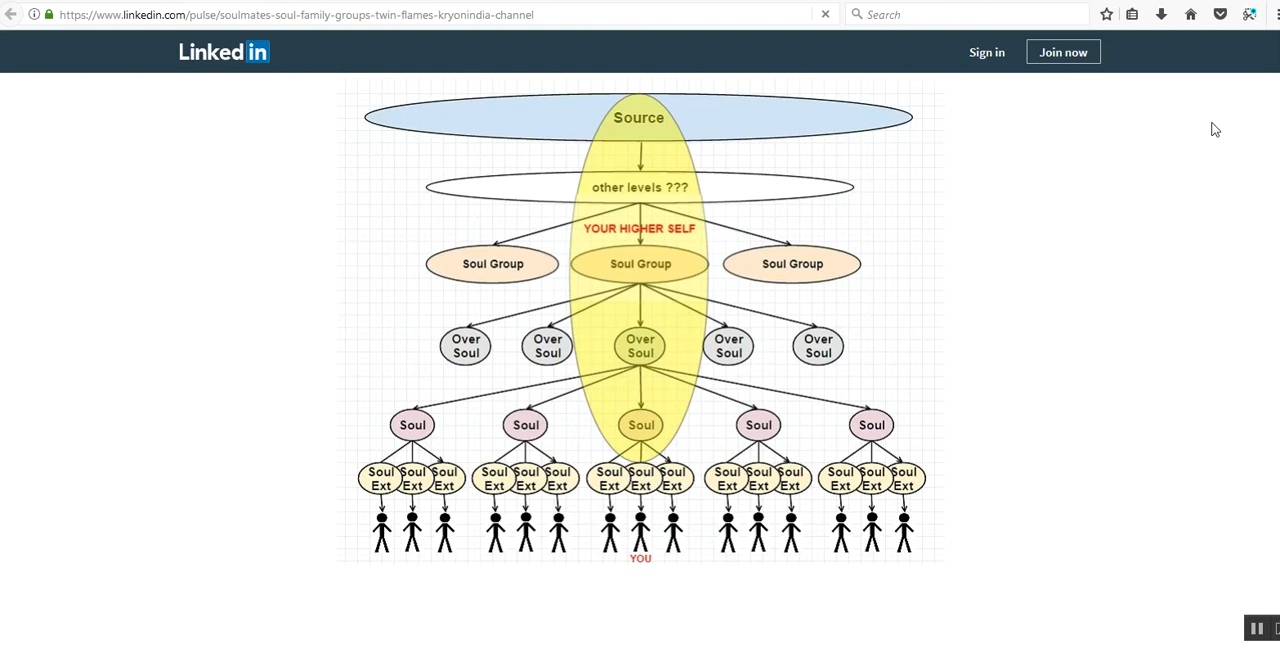 https://www.linkedin.com/pulse/soulmates-soul-family-groups-twin-flames-kryonindia-channel
Search
Linked in
Sign in
Join now
Source
other levels ???
YOUR HIGHER SELF
Soul Group
Soul Group
Soul Group
Over
Soul
Over
Soul
Over
Soul
Over
Soul
Over
Soul
Soul
Soul
Soul
Soul
Soul
Soul
Ext
Soul
Ext
Soul
Ext
Soul
Ext
Soul
Ext
Soul
Ext
Soul
Ext
Soul
Ext
Soul
Ext
Soul
Ext
Soul
Ext
Soul
Ext
Soul
Ext
Soul
Ext
Soul
Ext
YOU